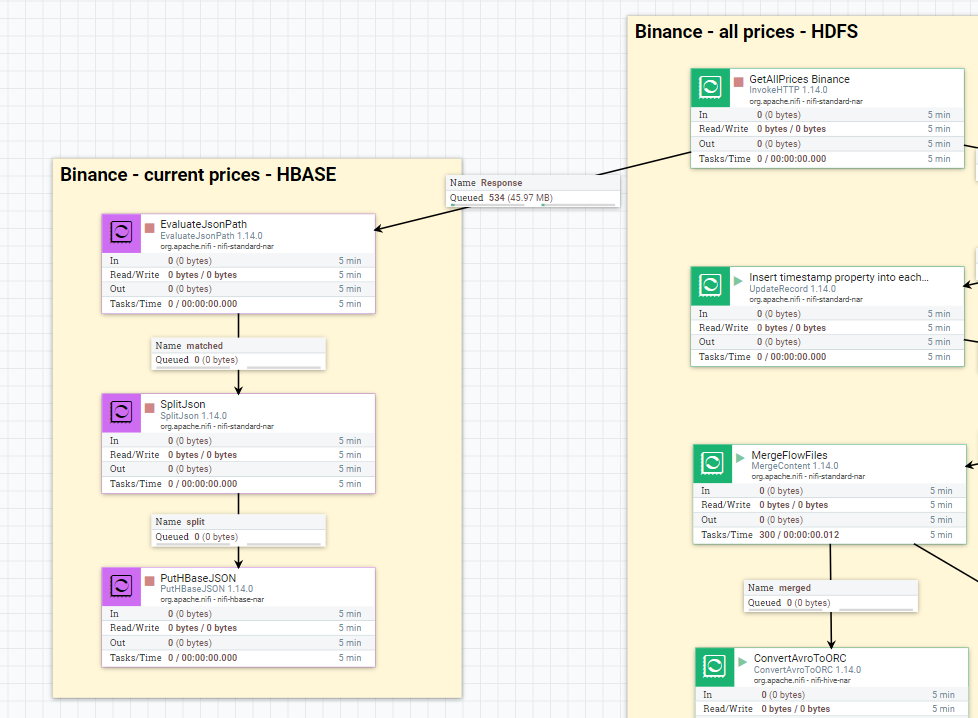 Binance - all prices - HDFS
GetAllPrices Binance
InvokeHTTP 1.14.0
org.apache.nifi - nifi-standard-nar
In 0 (0 bytes) 5 min
Read/Write 0 bytes / 0 bytes 5 min
Out 0 (0 bytes) 5 min
Tasks/Time 0 / 00:00:00.000 5 min
Binance - current prices - HBASE
Name Response
Queued 534 (45.97 MB)
EvaluateJsonPath
EvaluateJsonPath 1.14.0
org.apache.nifi - nifi-standard-nar
In 0 (0 bytes) 5 min
Read/Write 0 bytes / 0 bytes 5 min
Out 0 (0 bytes) 5 min
Tasks/Time 0 / 00:00:00.000 5 min
Name matched
Queued 0 (0 bytes)
SplitJson
SplitJson 1.14.0
org.apache.nifi - nifi-standard-nar
In 0 (0 bytes) 5 min
Read/Write 0 bytes / 0 bytes 5 min
Out 0 (0 bytes) 5 min
Tasks/Time 0 / 00:00:00.000 5 min
Name split
Queued 0 (0 bytes)
PutHBaseJSON
PutHBaseJSON 1.14.0
org.apache.nifi - nifi-hbase-nar
In 0 (0 bytes) 5 min
Read/Write 0 bytes / 0 bytes 5 min
Out 0 (0 bytes) 5 min
Tasks/Time 0 / 00:00:00.000 5 min
Insert timestamp property into each...
UpdateRecord 1.14.0
org.apache.nifi - nifi-standard-nar
In 0 (0 bytes) 5 min
Read/Write 0 bytes / 0 bytes 5 min
Out 0 (0 bytes) 5 min
Tasks/Time 0 / 00:00:00.000 5 min
MergeFlowFiles
MergeContent 1.14.0
org.apache.nifi - nifi-standard-nar
In 0 (0 bytes) 5 min
Read/Write 0 bytes / 0 bytes 5 min
Out 0 (0 bytes) 5 min
Tasks/Time 300 / 00:00:00.012 5 min
Name merged
Queued 0 (0 bytes)
ConvertAvroToORC
ConvertAvroToORC 1.14.0
org.apache.nifi - nifi-hive-nar
In 0 (0 bytes) 5 min
Read/Write 0 bytes / 0 bytes 5 min